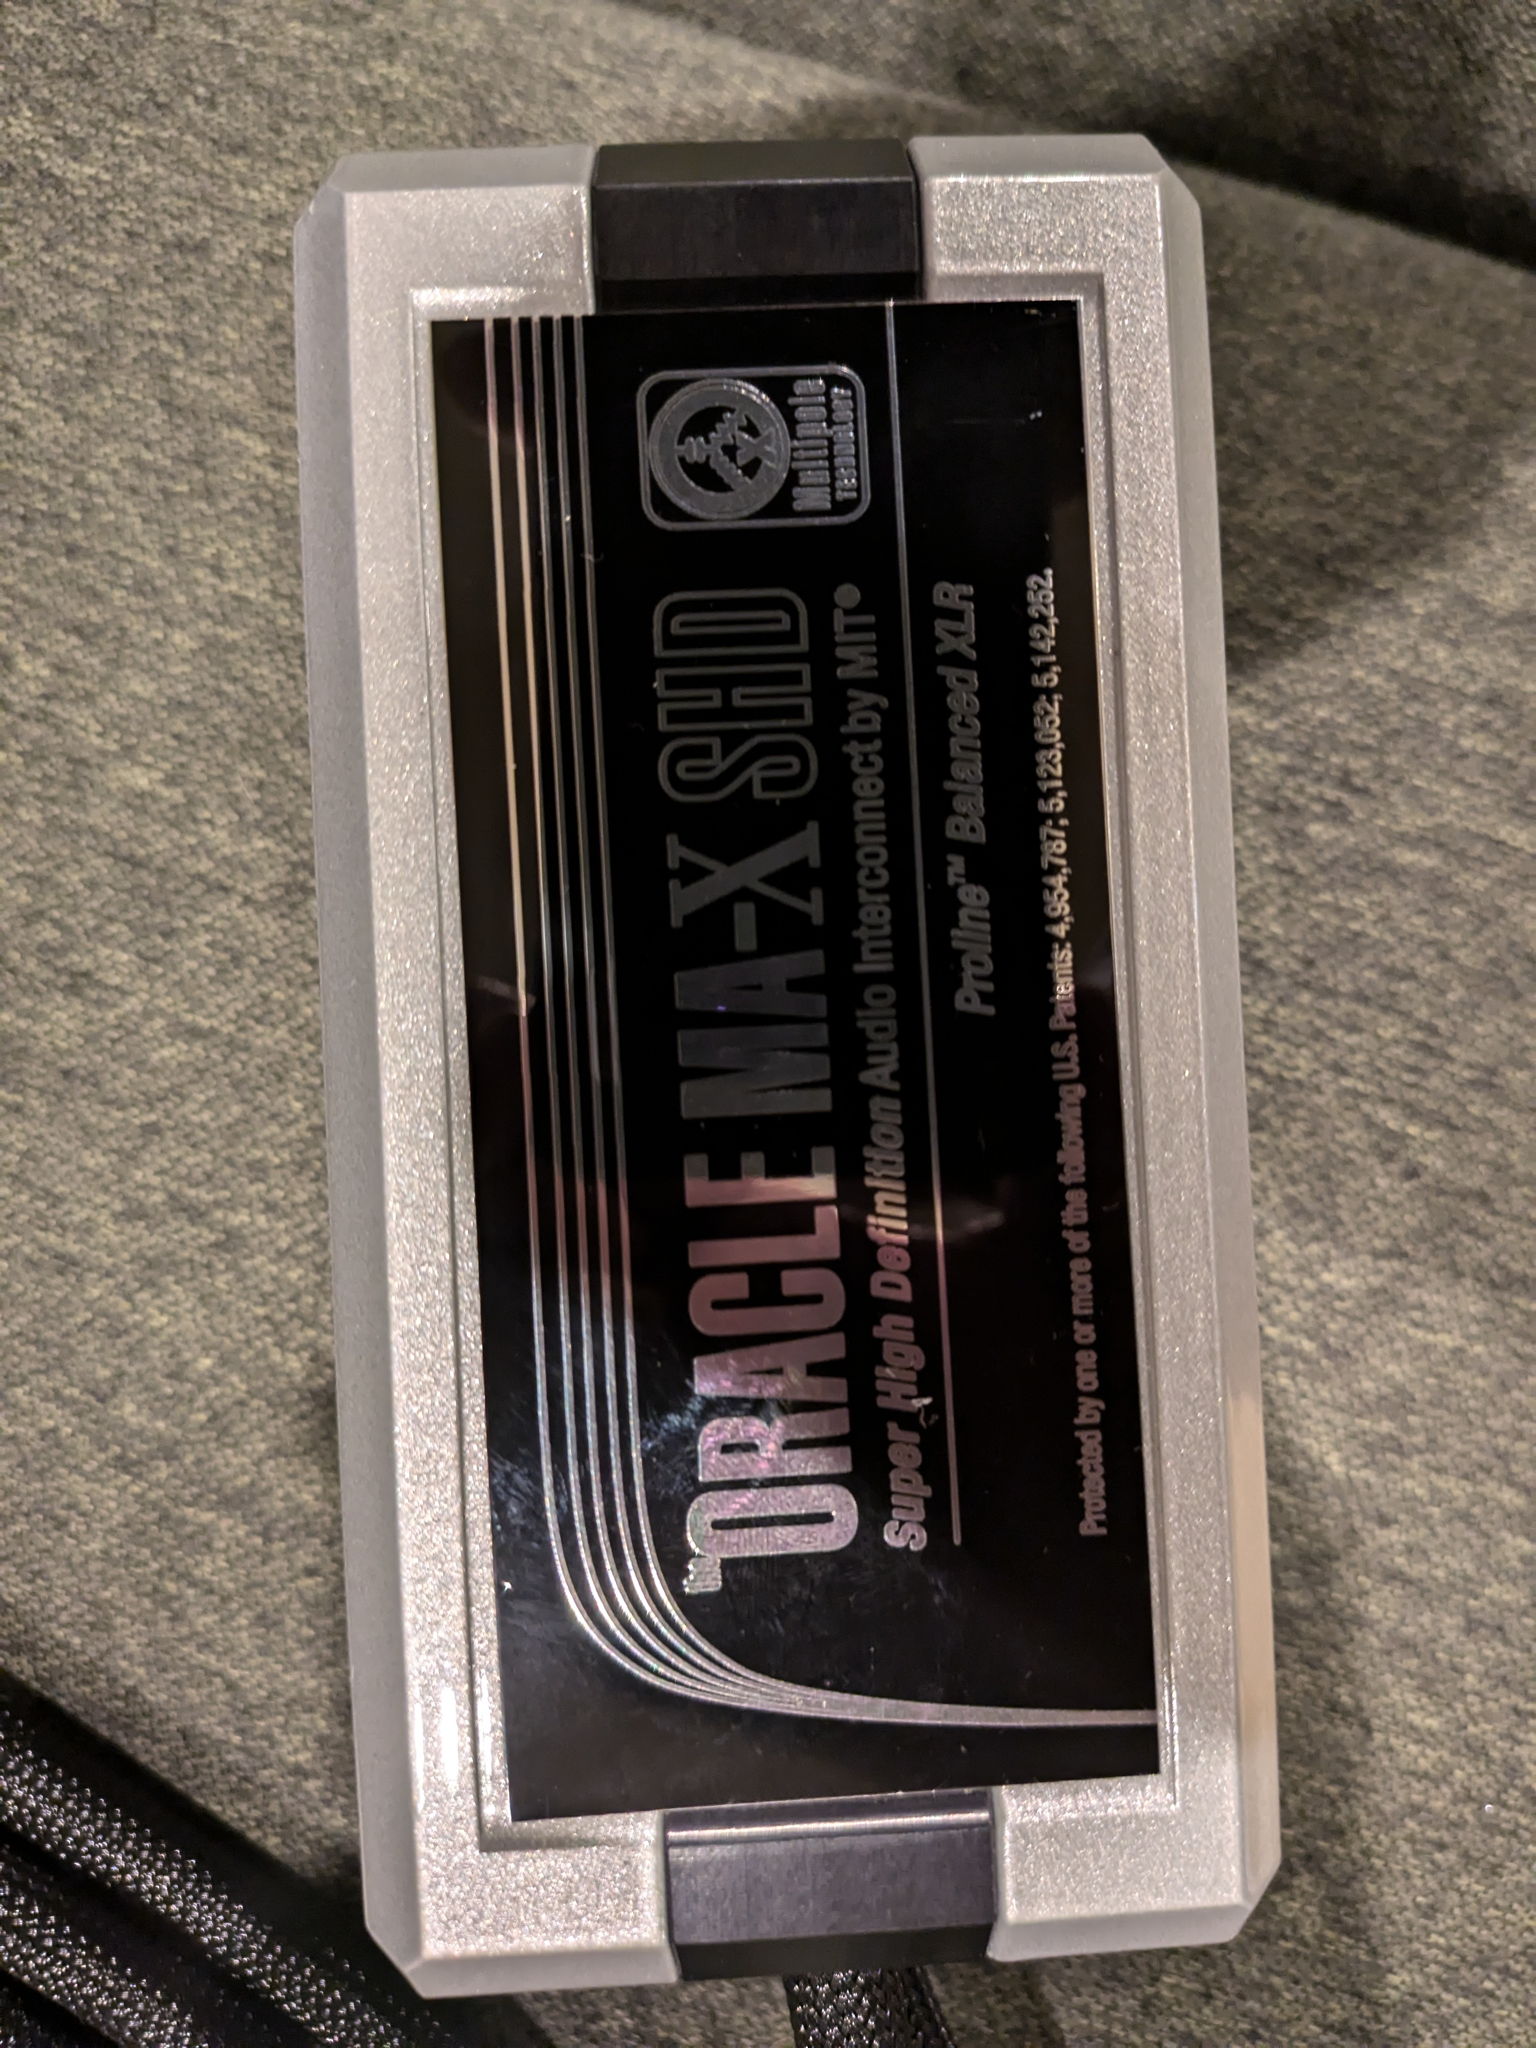 THE ORACLE MA-X SHD
Super High Definition Audio Interconnect by MIT®
Proline™ Balanced XLR
Protected by one or more of the following U.S. Patents: 4,954,787; 5,123,052; 5,142,252.
Multipole
TECHNOLOGY